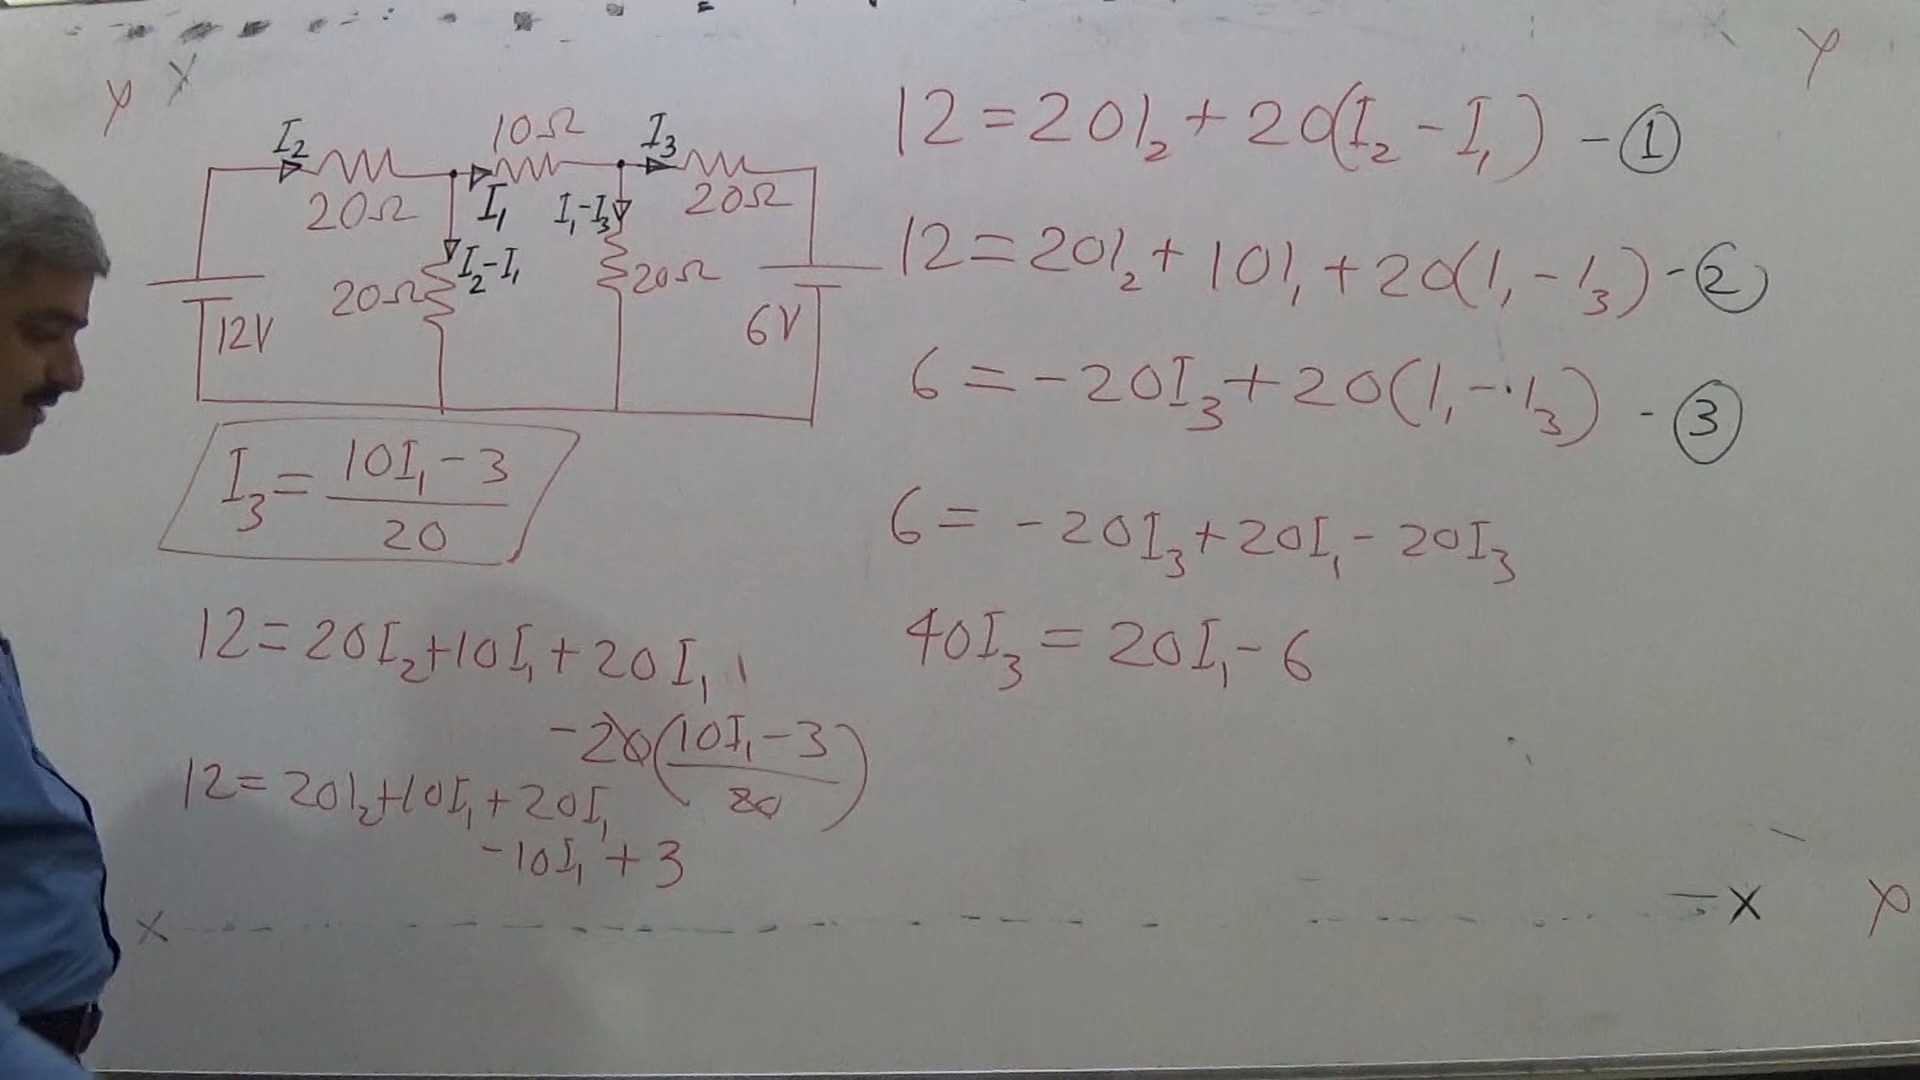 I₂
10Ω
I₃
20Ω
I₁
I₁-I₃
20Ω
I₂-I₁
20Ω
20Ω
12V
6V
I₃ = (10I₁-3)/20
12=20I₂+10I₁+20I₁
-20(10I₁-3/20)
12=20I₂+10I₁+20I₁
-10I₁+3
12=20I₂+20(I₂-I₁) -①
12=20I₂+10I₁+20(I₁-I₃) -②
6=-20I₃+20(I₁-I₃) -③
6=-20I₃+20I₁-20I₃
40I₃=20I₁-6
Y X
Y
X
-X
Y